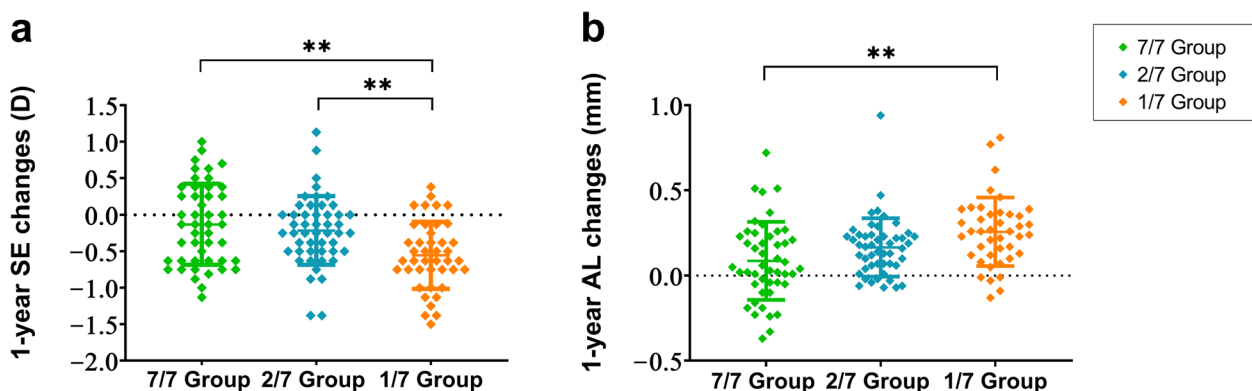 a
**
**
1-year SE changes (D)
1.5
1.0
0.5
0.0
−0.5
−1.0
−1.5
−2.0
7/7 Group 2/7 Group 1/7 Group
b
**
1-year AL changes (mm)
1.0
0.5
0.0
−0.5
7/7 Group 2/7 Group 1/7 Group
7/7 Group
2/7 Group
1/7 Group